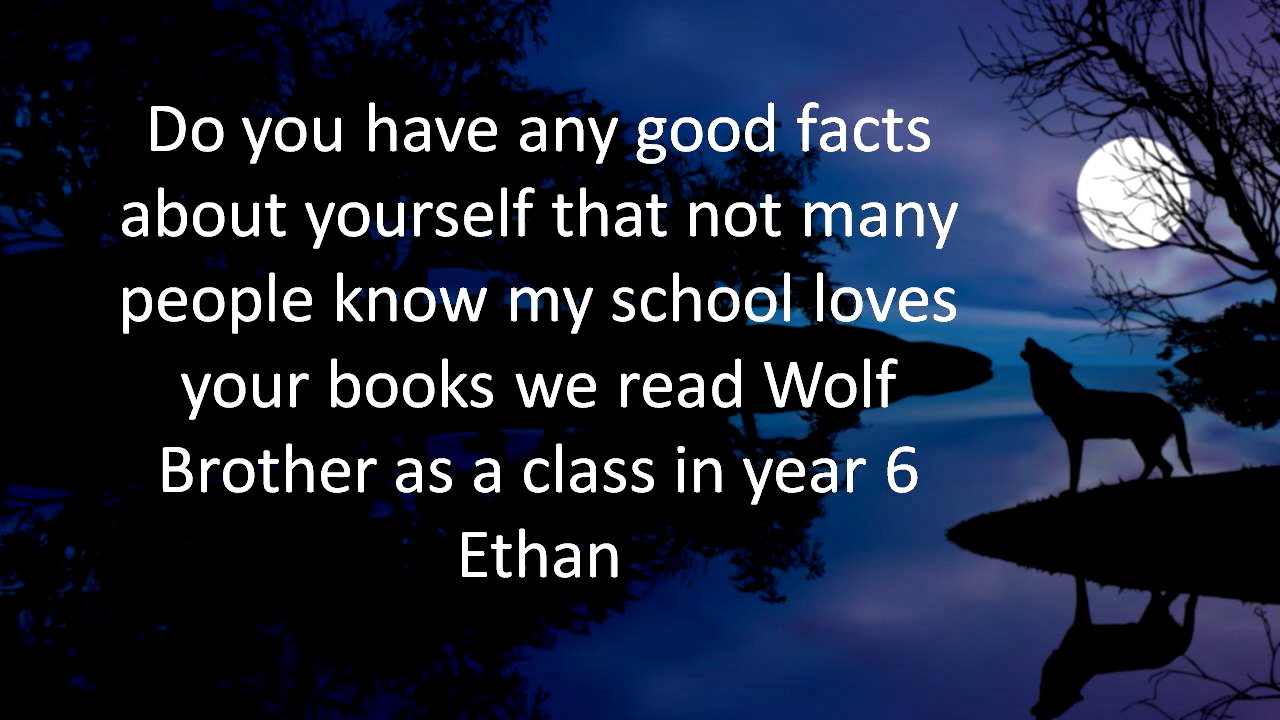 Do you have any good facts
about yourself that not many
people know my school loves
your books we read Wolf
Brother as a class in year 6
Ethan